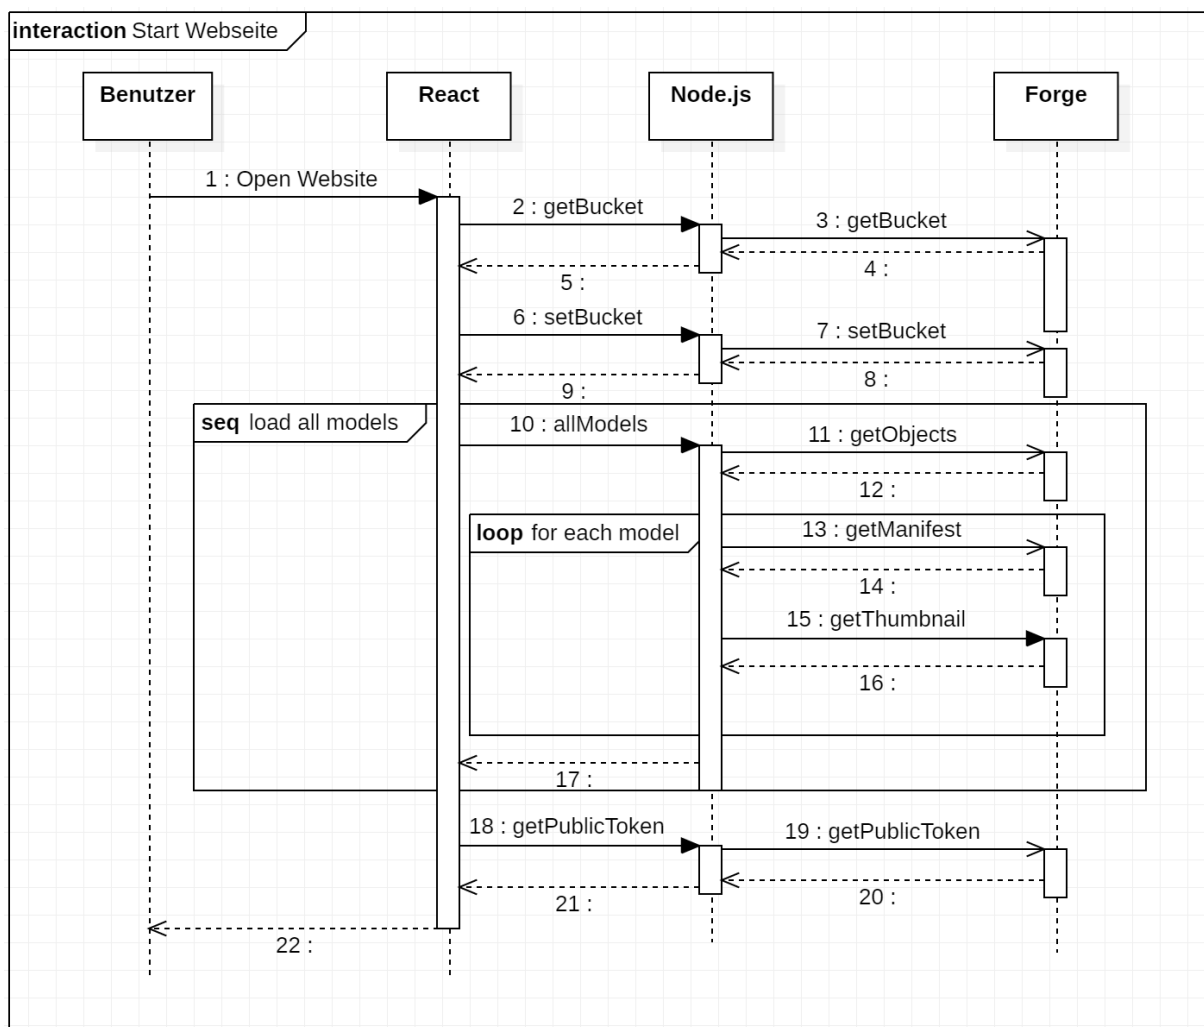 interaction Start Webseite
Benutzer
React
Node.js
Forge
1 : Open Website
2 : getBucket
3 : getBucket
4 :
5 :
6 : setBucket
7 : setBucket
8 :
9 :
seq load all models
10 : allModels
11 : getObjects
12 :
loop for each model
13 : getManifest
14 :
15 : getThumbnail
16 :
17 :
18 : getPublicToken
19 : getPublicToken
20 :
21 :
22 :